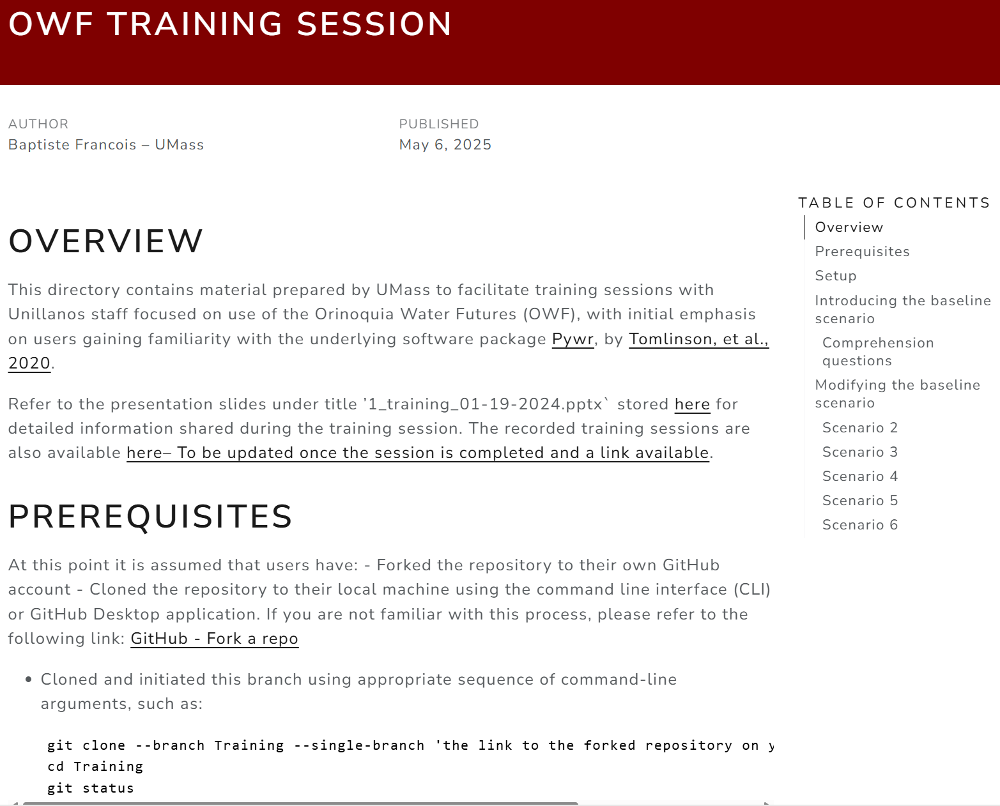 OWF TRAINING SESSION
AUTHOR
Baptiste Francois – UMass
PUBLISHED
May 6, 2025
OVERVIEW
This directory contains material prepared by UMass to facilitate training sessions with
Unillanos staff focused on use of the Orinoquia Water Futures (OWF), with initial emphasis
on users gaining familiarity with the underlying software package Pywr, by Tomlinson, et al.,
2020.
Refer to the presentation slides under title ’1_training_01-19-2024.pptx` stored here for
detailed information shared during the training session. The recorded training sessions are
also available here– To be updated once the session is completed and a link available.
PREREQUISITES
At this point it is assumed that users have: - Forked the repository to their own GitHub
account - Cloned the repository to their local machine using the command line interface (CLI)
or GitHub Desktop application. If you are not familiar with this process, please refer to the
following link: GitHub - Fork a repo
• Cloned and initiated this branch using appropriate sequence of command-line
arguments, such as:
git clone --branch Training --single-branch 'the link to the forked repository on
cd Training
git status
TABLE OF CONTENTS
Overview
Prerequisites
Setup
Introducing the baseline
scenario
Comprehension
questions
Modifying the baseline
scenario
Scenario 2
Scenario 3
Scenario 4
Scenario 5
Scenario 6